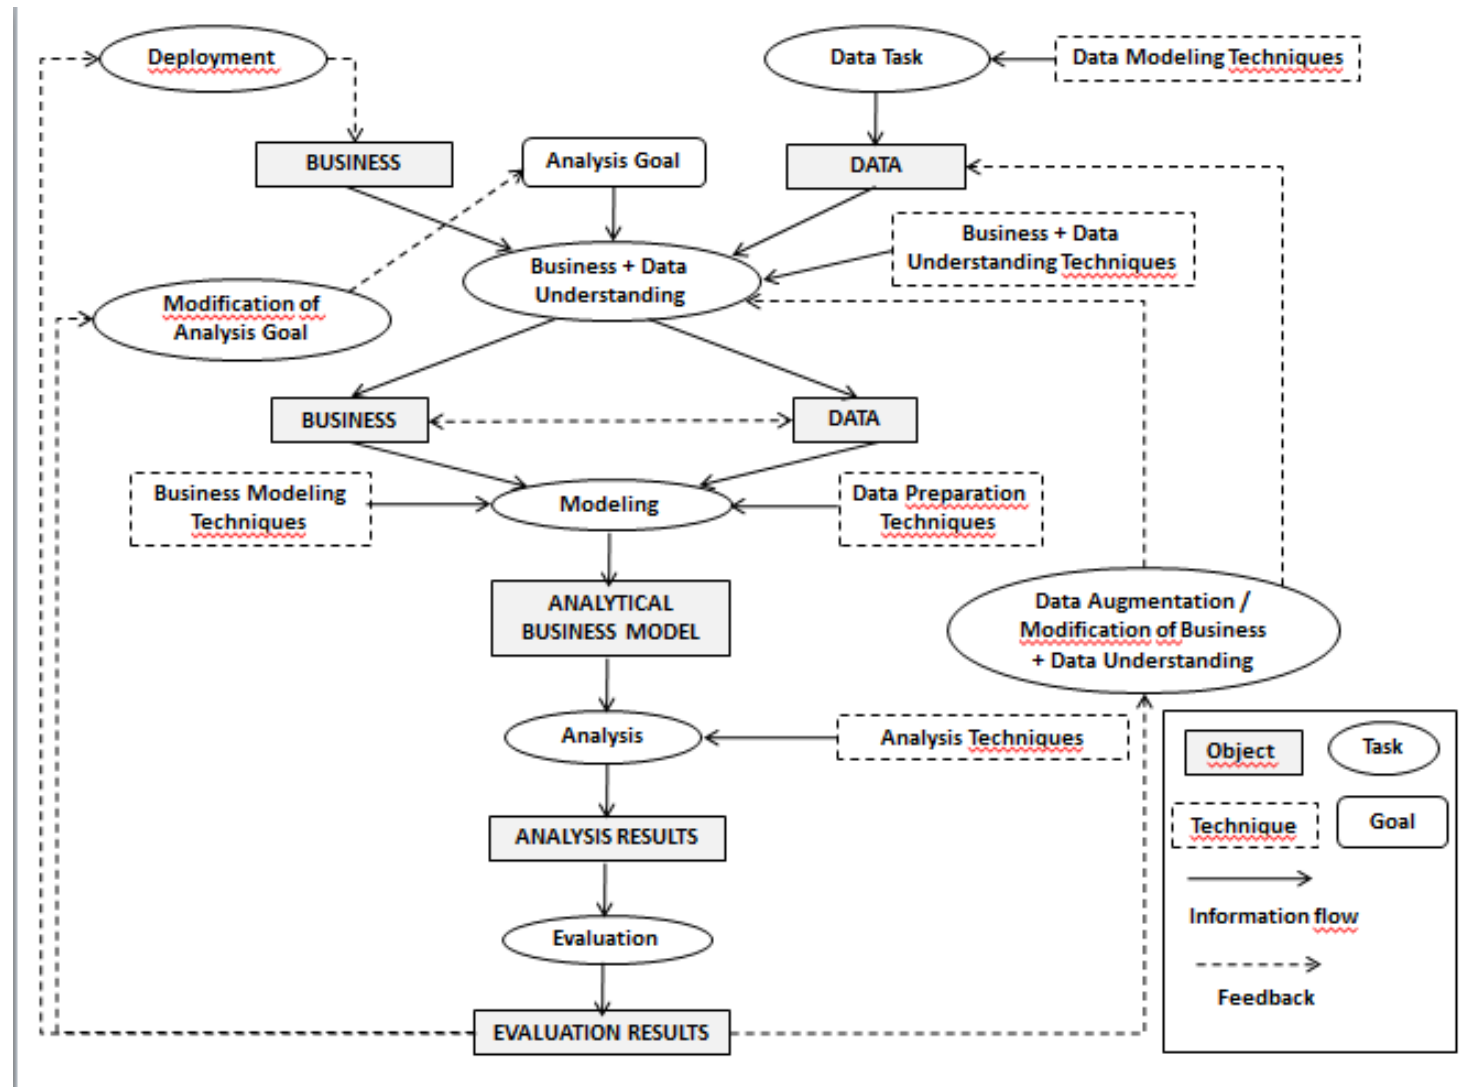 Deployment
Data Task
Data Modeling Techniques
BUSINESS
Analysis Goal
DATA
Business + Data
Understanding Techniques
Business + Data
Understanding
Modification of
Analysis Goal
BUSINESS
DATA
Business Modeling
Techniques
Modeling
Data Preparation
Techniques
ANALYTICAL
BUSINESS MODEL
Data Augmentation /
Modification of Business
+ Data Understanding
Analysis
Analysis Techniques
ANALYSIS RESULTS
Evaluation
EVALUATION RESULTS
Object
Task
Technique
Goal
Information flow
Feedback